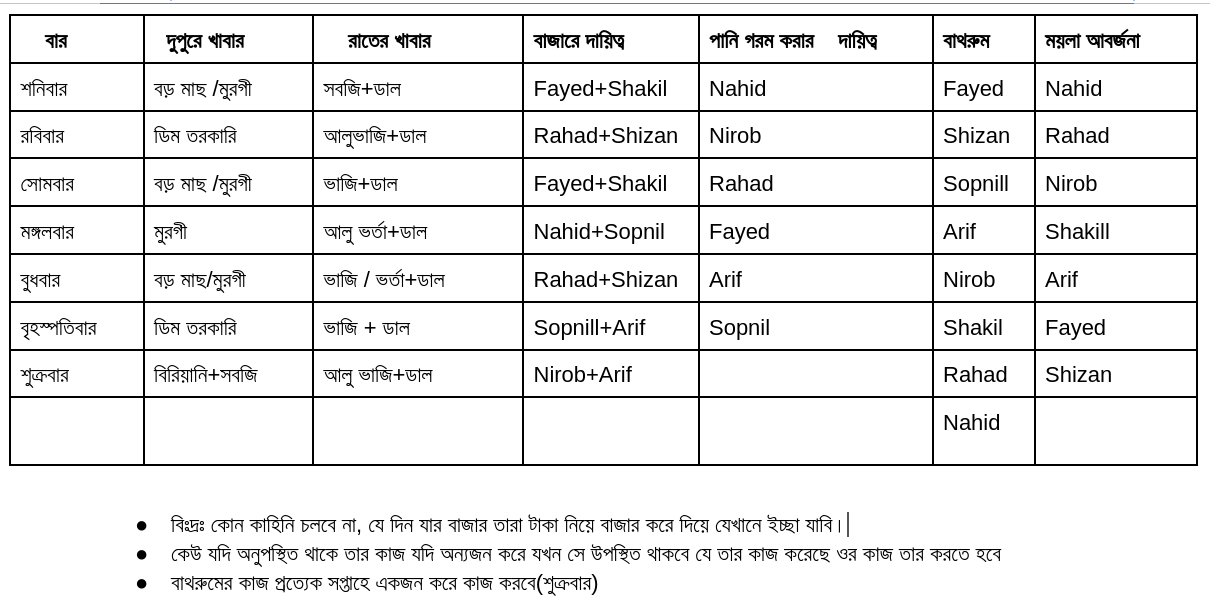 বার দুপুরে খাবার রাতের খাবার বাজারে দায়িত্ব পানি গরম করার দায়িত্ব বাথরুম ময়লা আবর্জনা
শনিবার বড় মাছ /মুরগী সবজি+ডাল Fayed+Shakil Nahid Fayed Nahid
রবিবার ডিম তরকারি আলুভাজি+ডাল Rahad+Shizan Nirob Shizan Rahad
সোমবার বড় মাছ /মুরগী ভাজি+ডাল Fayed+Shakil Rahad Sopnill Nirob
মঙ্গলবার মুরগী আলু ভর্তা+ডাল Nahid+Sopnil Fayed Arif Shakill
বুধবার বড় মাছ/মুরগী ভাজি / ভর্তা+ডাল Rahad+Shizan Arif Nirob Arif
বৃহস্পতিবার ডিম তরকারি ভাজি + ডাল Sopnill+Arif Sopnil Shakil Fayed
শুক্রবার বিরিয়ানি+সবজি আলু ভাজি+ডাল Nirob+Arif Rahad Shizan
Nahid
● বিঃদ্রঃ কোন কাহিনি চলবে না, যে দিন যার বাজার তারা টাকা নিয়ে বাজার করে দিয়ে যেখানে ইচ্ছা যাবি।
● কেউ যদি অনুপস্থিত থাকে তার কাজ যদি অন্যজন করে যখন সে উপস্থিত থাকবে যে তার কাজ করেছে ওর কাজ তার করতে হবে
● বাথরুমের কাজ প্রত্যেক সপ্তাহে একজন করে কাজ করবে(শুক্রবার)